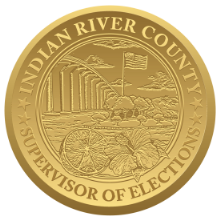 INDIAN RIVER COUNTY
SUPERVISOR OF ELECTIONS